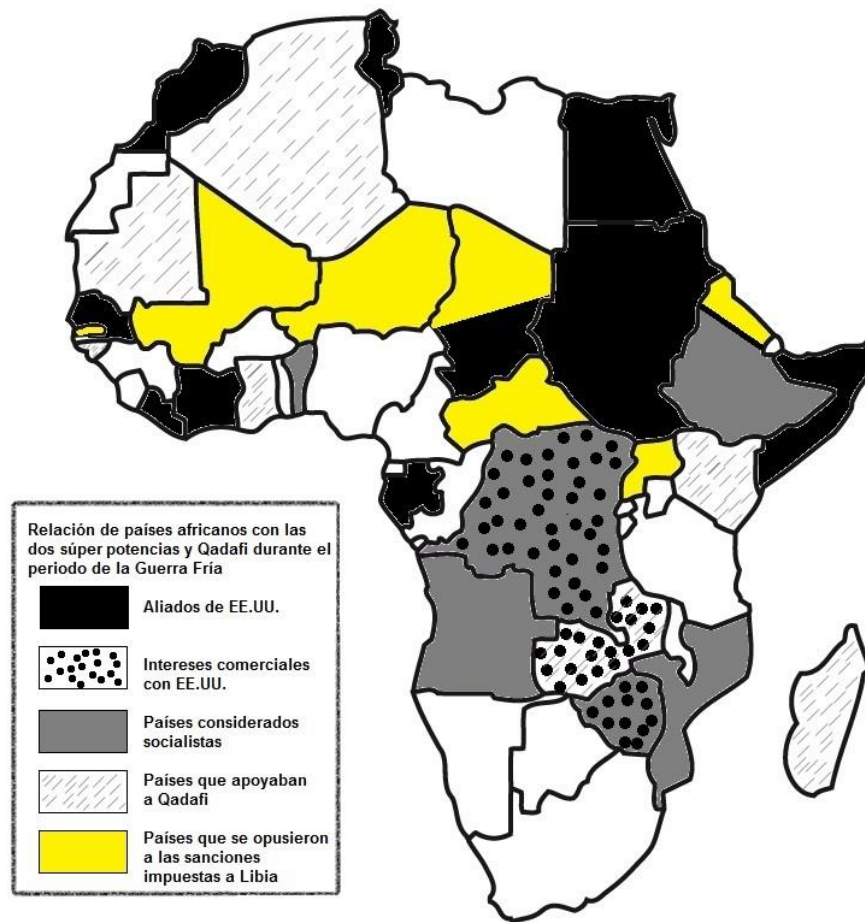 Relación de países africanos con las
dos súper potencias y Qadafi durante el
periodo de la Guerra Fría
Aliados de EE.UU.
Intereses comerciales
con EE.UU.
Países considerados
socialistas
Países que apoyaban
a Qadafi
Países que se opusieron
a las sanciones
impuestas a Libia